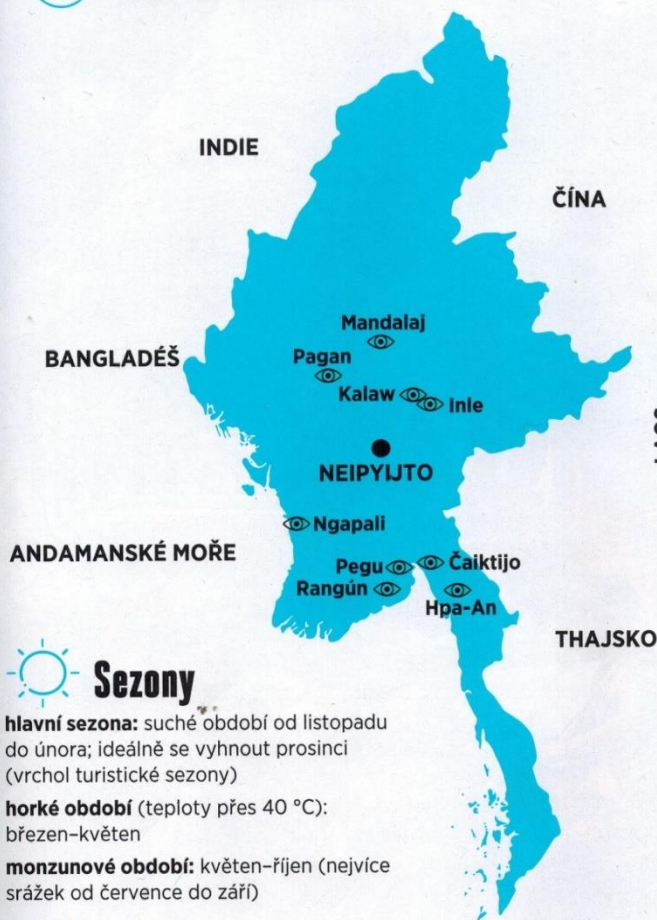 INDIE
ČÍNA
Mandalaj
BANGLADÉŠ
Pagan
Kalaw
Inle
NEIPYIJTO
Ngapali
ANDAMANSKÉ MOŘE
Pegu
Čaiktijo
Rangún
Hpa-An
THAJSKO
Sezony
hlavní sezona: suché období od listopadu
do února; ideálně se vyhnout prosinci
(vrchol turistické sezony)
horké období (teploty přes 40 °C):
březen–květen
monzunové období: květen–říjen (nejvíce
srážek od července do září)